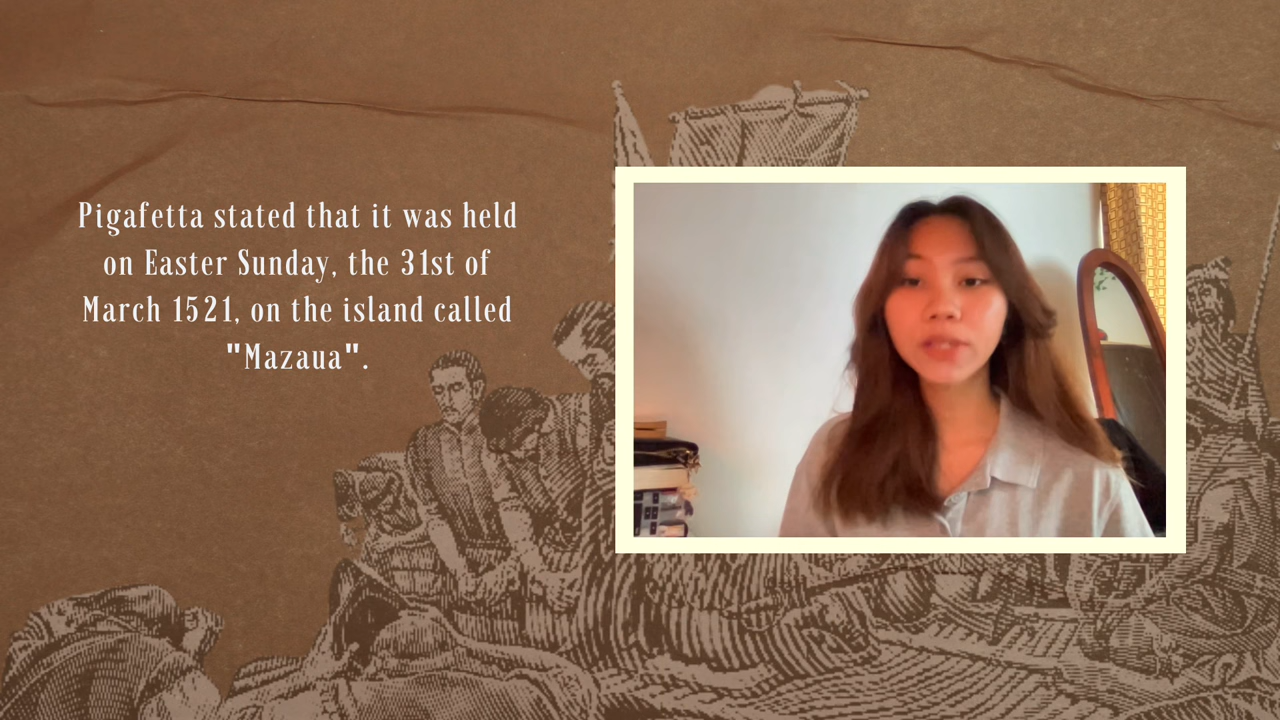 Pigafetta stated that it was held
on Easter Sunday, the 31st of
March 1521, on the island called
"Mazaua".